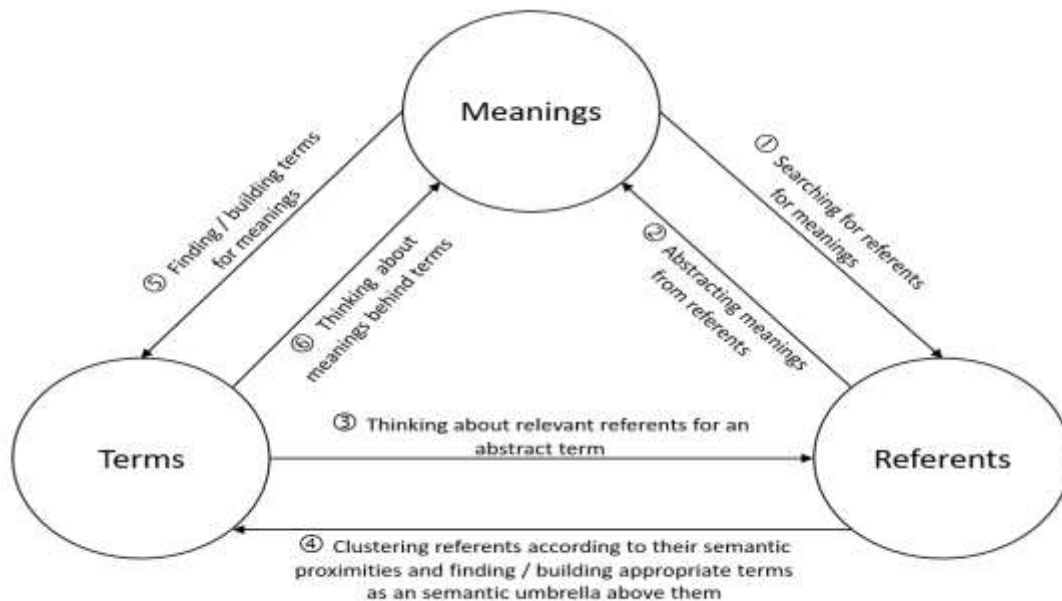 Meanings
① Searching for referents
for meanings
② Abstracting meanings
from referents
⑤ Finding / building terms
for meanings
⑥ Thinking about
meanings behind terms
③ Thinking about relevant referents for an
abstract term
Terms
Referents
④ Clustering referents according to their semantic
proximities and finding / building appropriate terms
as an semantic umbrella above them